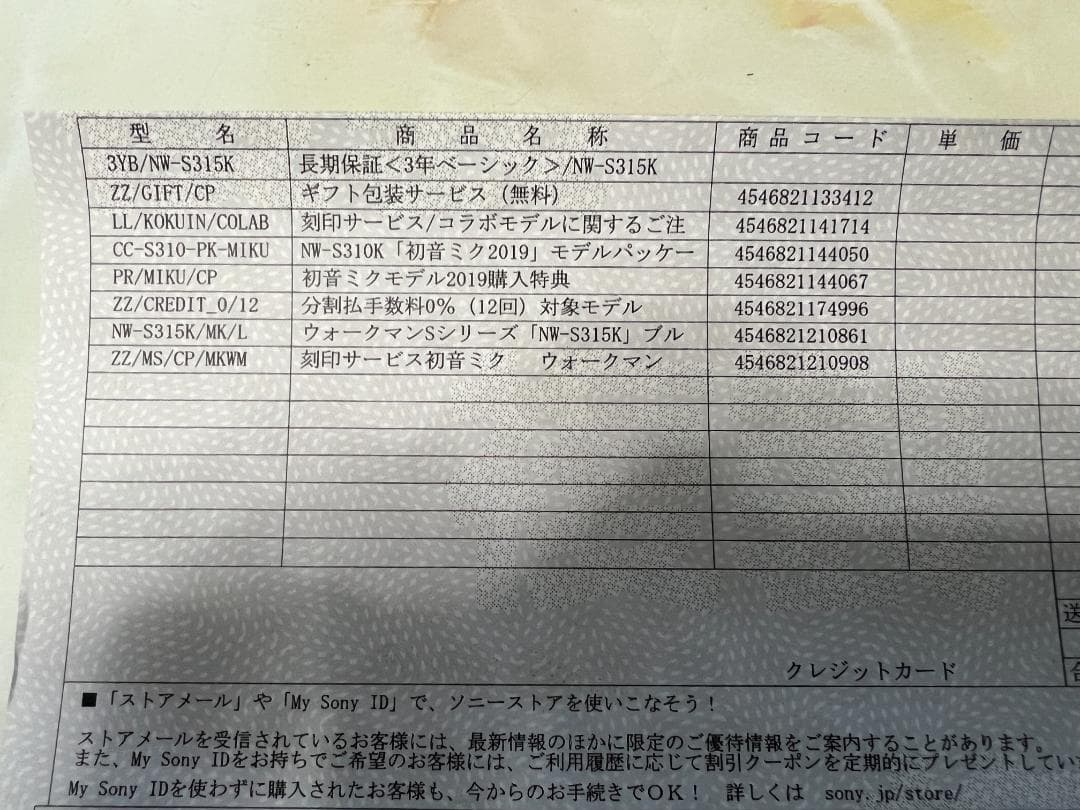 型 名 商 品 名 称 商 品 コ ー ド 単 価
3YB/NW-S315K 長期保証＜3年ベーシック＞/NW-S315K
ZZ/GIFT/CP ギフト包装サービス（無料） 4546821133412
LL/KOKUIN/COLAB 刻印サービス/コラボモデルに関するご注 4546821141714
CC-S310-PK-MIKU NW-S310K「初音ミク2019」モデルパッケー 4546821144050
PR/MIKU/CP 初音ミクモデル2019購入特典 4546821144067
ZZ/CREDIT_0/12 分割払手数料0％（12回）対象モデル 4546821174996
NW-S315K/MK/L ウォークマンSシリーズ「NW-S315K」ブル 4546821210861
ZZ/MS/CP/MKWM 刻印サービス初音ミク　ウォークマン 4546821210908
送
クレジットカード 合
■「ストアメール」や「My Sony ID」で、ソニーストアを使いこなそう！
ストアメールを受信されているお客様には、最新情報のほかに限定のご優待情報をご案内することがあります。
また、My Sony IDをお持ちでご希望のお客様には、ご利用履歴に応じて割引クーポンを定期的にプレゼントしてい
My Sony IDを使わずに購入されたお客様も、今からのお手続きでOK！　詳しくは　sony.jp/store/